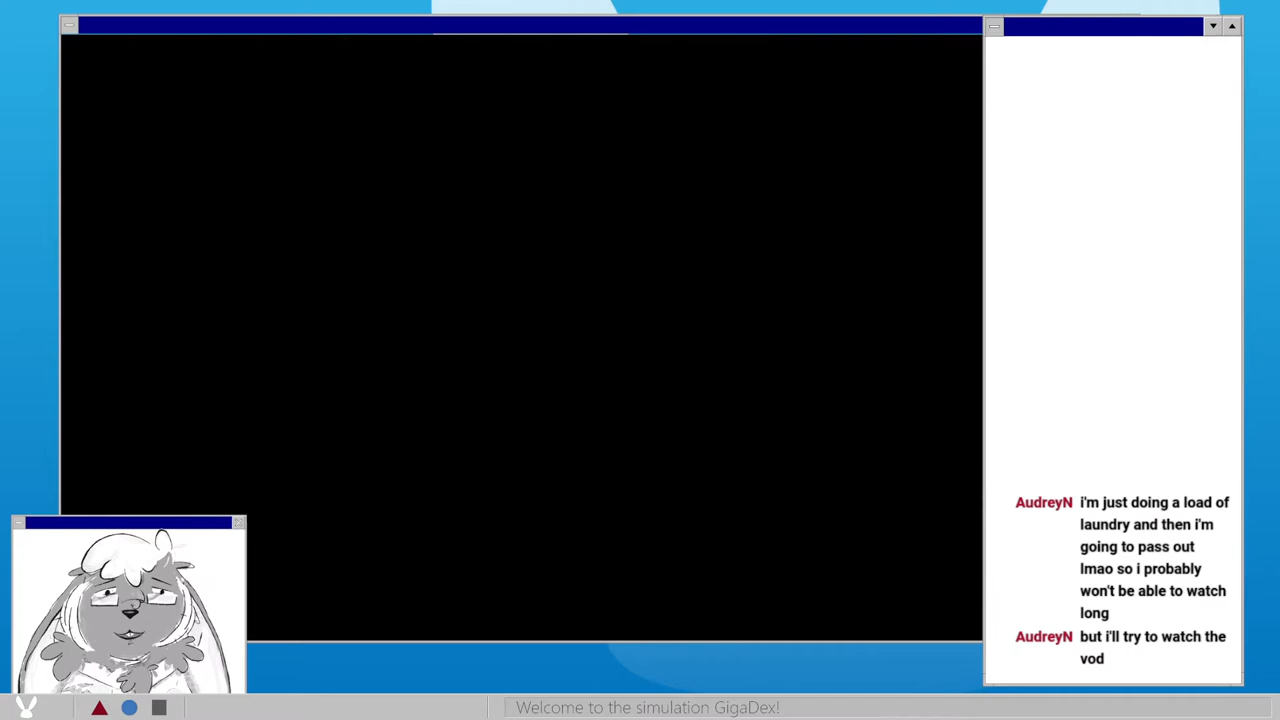 AudreyN i'm just doing a load of
laundry and then i'm
going to pass out
lmao so i probably
won't be able to watch
long
AudreyN but i'll try to watch the
vod
Welcome to the simulation GigaDex!